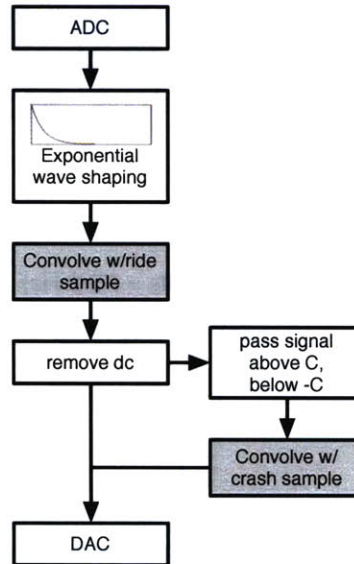 ADC
Exponential
wave shaping
Convolve w/ride
sample
remove dc
pass signal
above C,
below -C
Convolve w/
crash sample
DAC